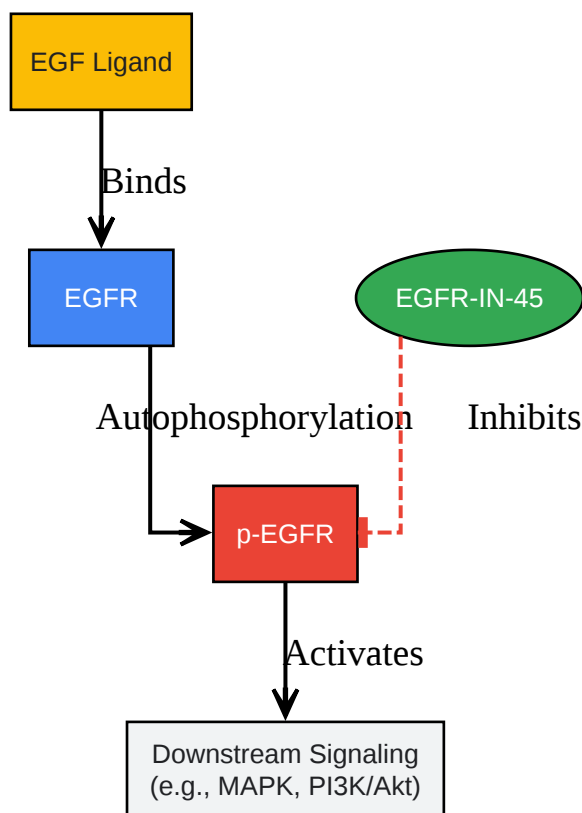 EGF Ligand
Binds
EGFR
EGFR-IN-45
Autophosphorylation
Inhibits
p-EGFR
Activates
Downstream Signaling
(e.g., MAPK, PI3K/Akt)